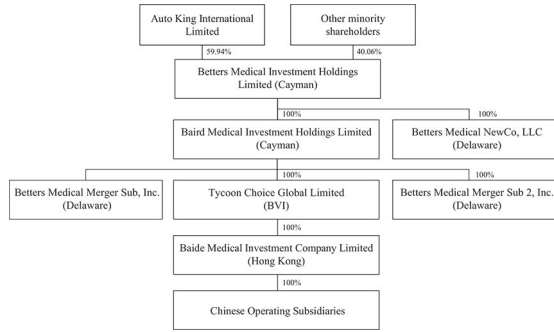 Auto King International
Limited
Other minority
shareholders
59.94%
40.06%
Betters Medical Investment Holdings
Limited (Cayman)
100%
100%
Baird Medical Investment Holdings Limited
(Cayman)
Betters Medical NewCo, LLC
(Delaware)
100%
100%
100%
Betters Medical Merger Sub, Inc.
(Delaware)
Tycoon Choice Global Limited
(BVI)
Betters Medical Merger Sub 2, Inc.
(Delaware)
100%
Baide Medical Investment Company Limited
(Hong Kong)
100%
Chinese Operating Subsidiaries